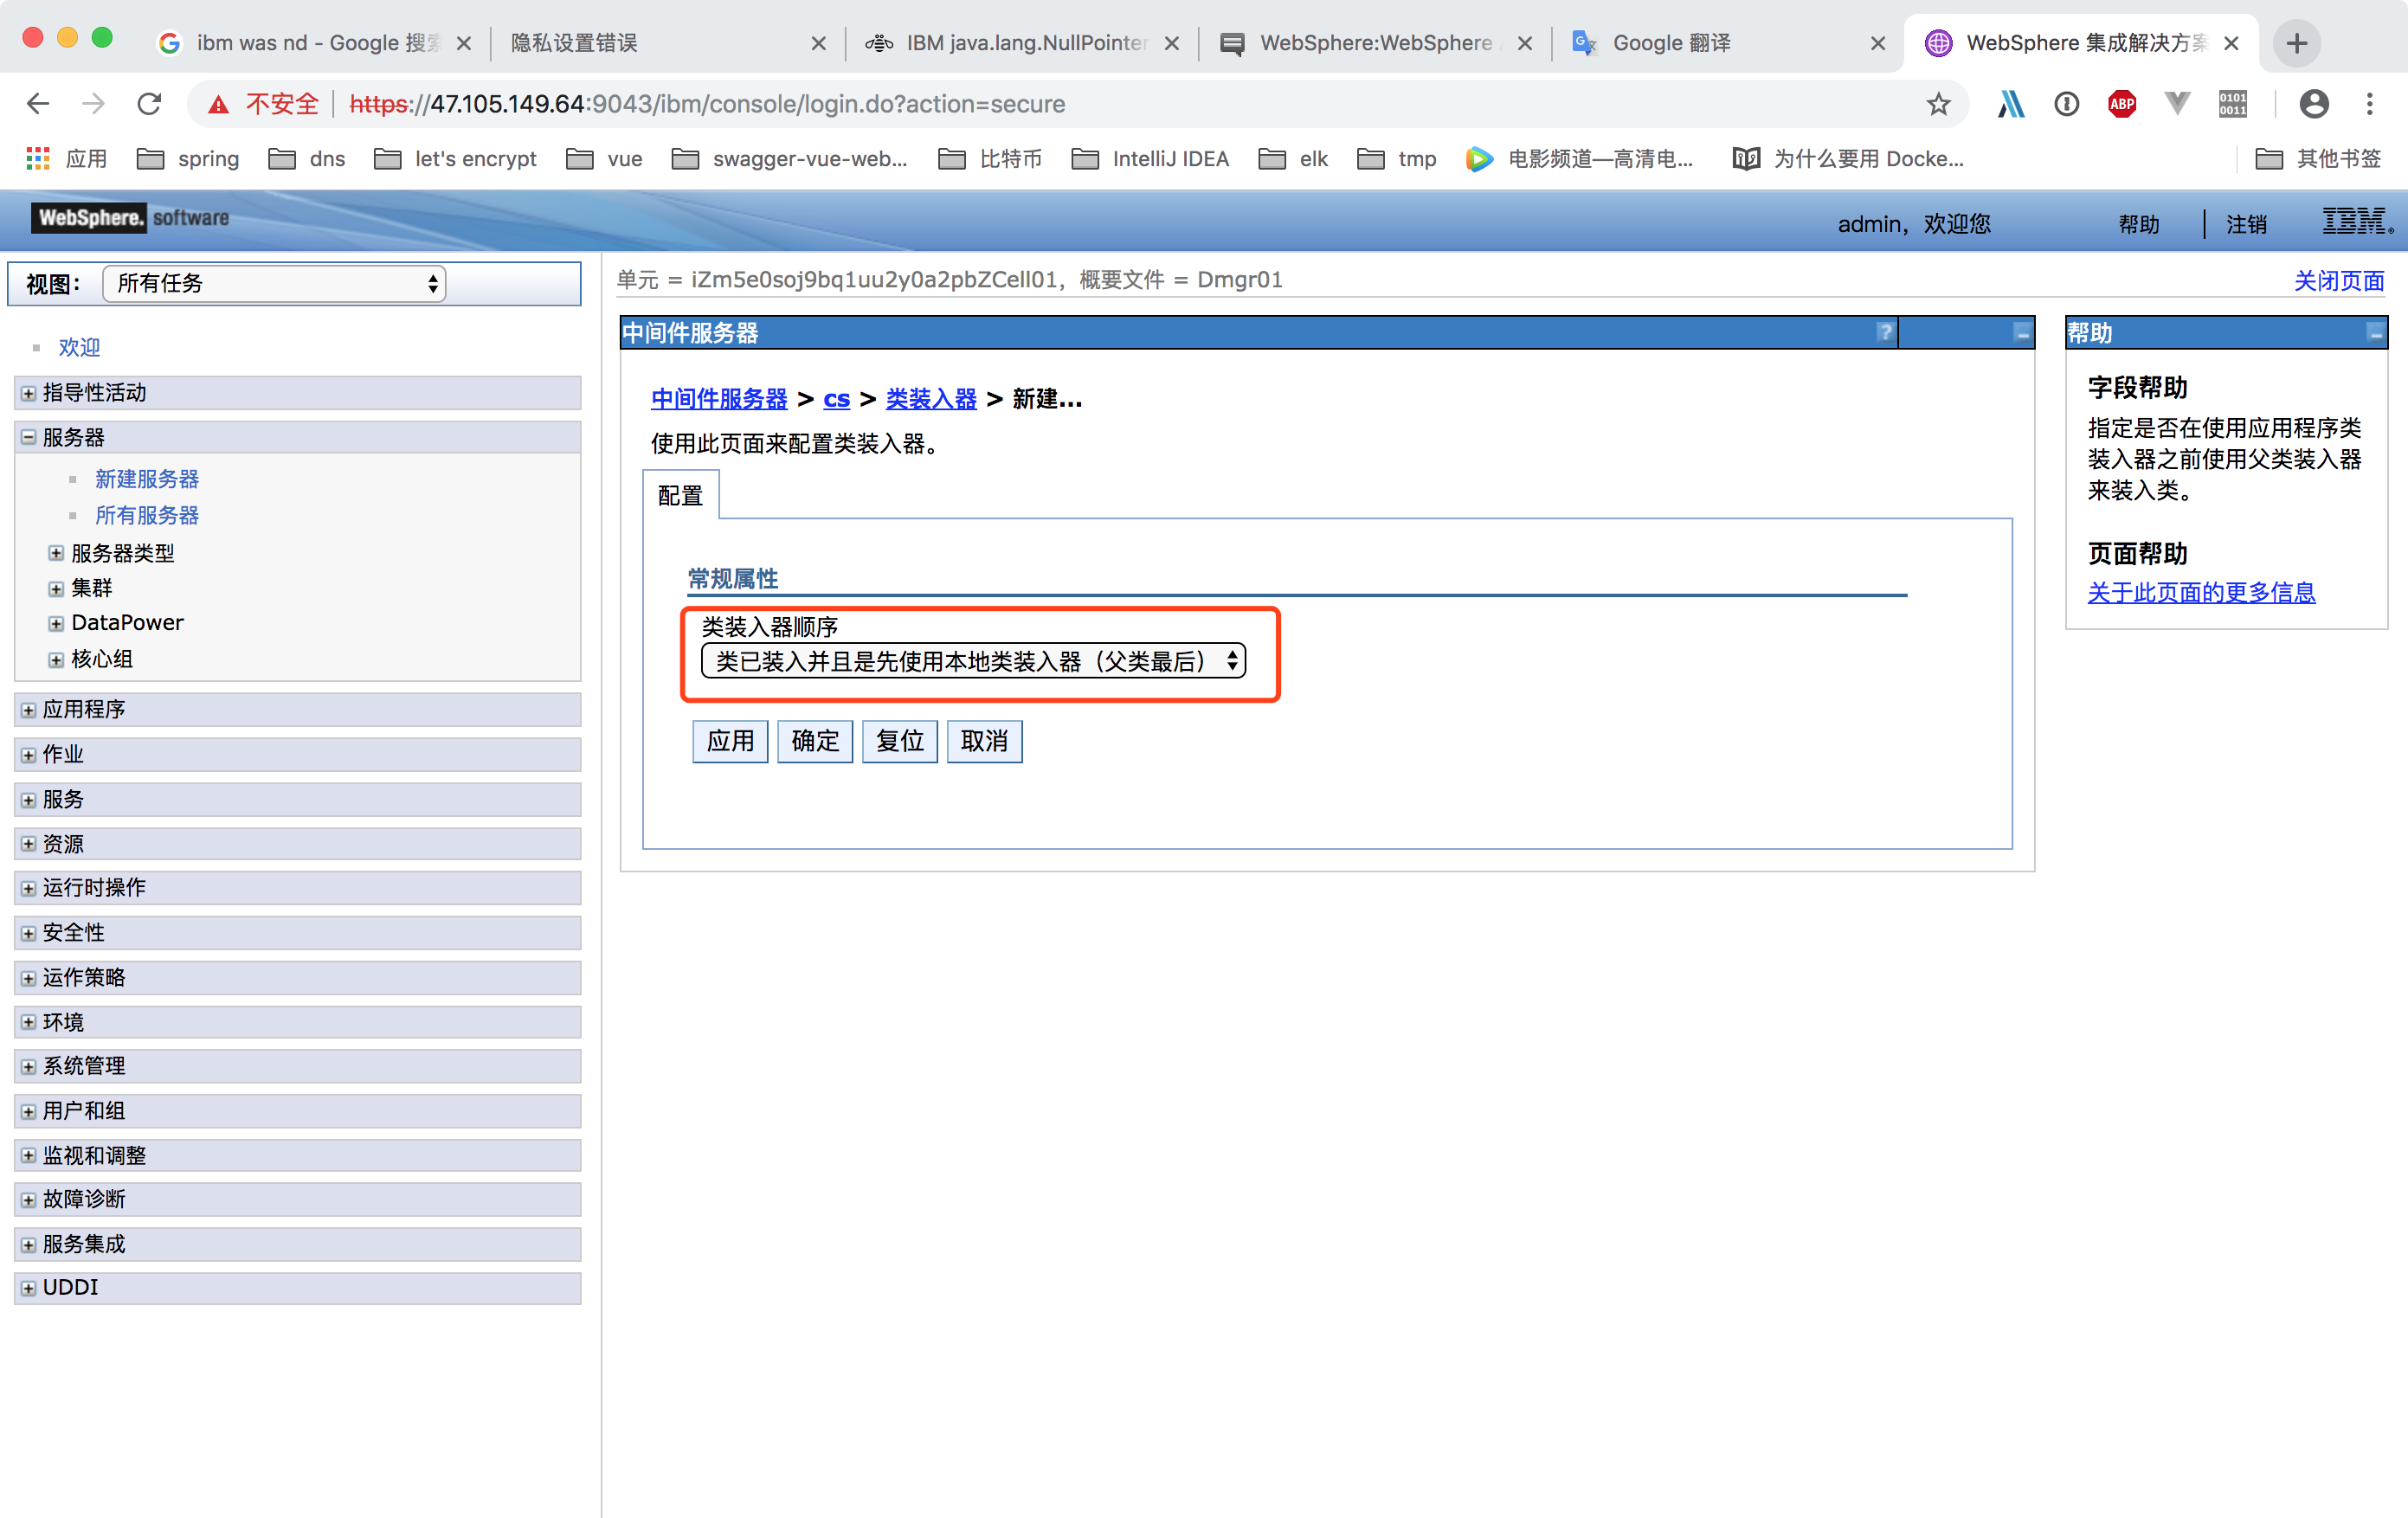 ibm was nd - Google 搜索
隐私设置错误
IBM java.lang.NullPointer
WebSphere:WebSphere
Google 翻译
WebSphere 集成解决方案
不安全
https://47.105.149.64:9043/ibm/console/login.do?action=secure
ABP
0101
0011
应用
spring
dns
let's encrypt
vue
swagger-vue-web...
比特币
IntelliJ IDEA
elk
tmp
电影频道—高清电...
为什么要用 Docke...
其他书签
WebSphere. software
admin，欢迎您
帮助
注销
IBM®
视图：
所有任务
欢迎
指导性活动
服务器
新建服务器
所有服务器
服务器类型
集群
DataPower
核心组
应用程序
作业
服务
资源
运行时操作
安全性
运作策略
环境
系统管理
用户和组
监视和调整
故障诊断
服务集成
UDDI
单元 = iZm5e0soj9bq1uu2y0a2pbZCell01，概要文件 = Dmgr01
关闭页面
中间件服务器
?
中间件服务器 > cs > 类装入器 > 新建...
使用此页面来配置类装入器。
配置
常规属性
类装入器顺序
类已装入并且是先使用本地类装入器（父类最后）
应用
确定
复位
取消
帮助
字段帮助
指定是否在使用应用程序类
装入器之前使用父类装入器
来装入类。
页面帮助
关于此页面的更多信息